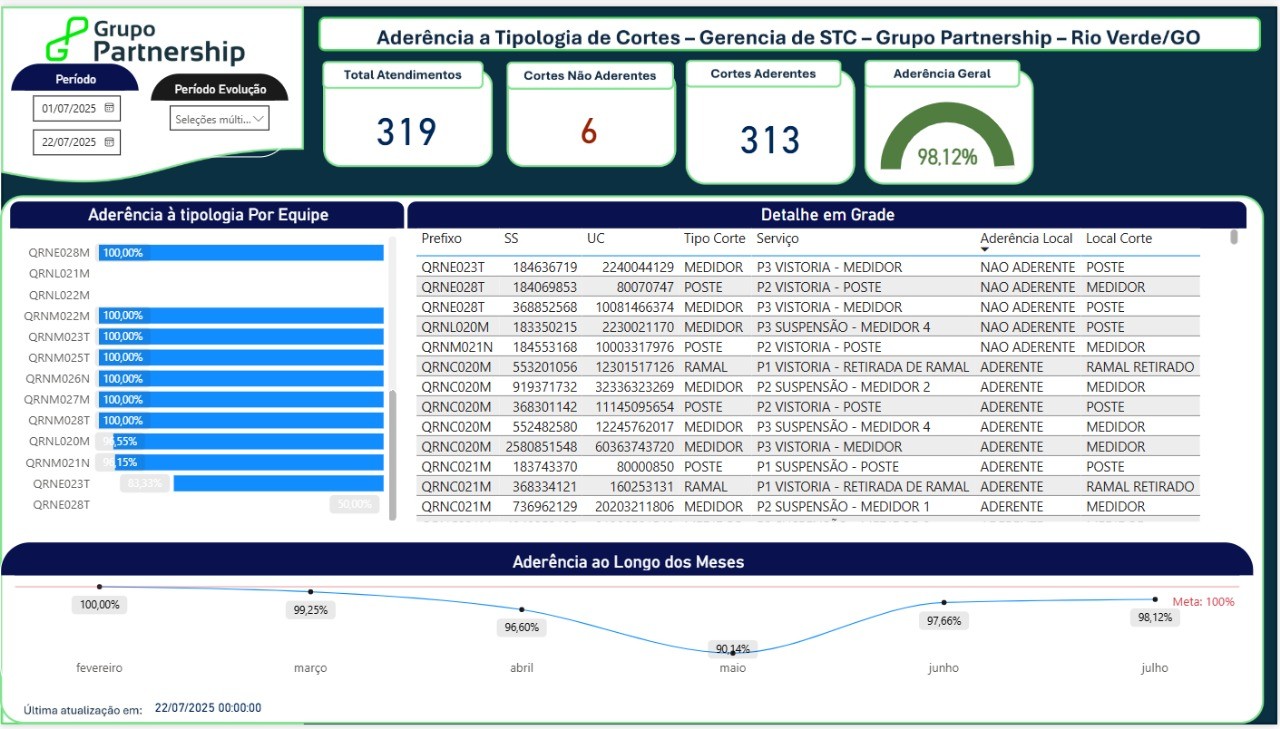 Grupo
Partnership
Aderência a Tipologia de Cortes – Gerencia de STC – Grupo Partnership – Rio Verde/GO
Período
01/07/2025
22/07/2025
Período Evolução
Seleções múlti...
Total Atendimentos
319
Cortes Não Aderentes
6
Cortes Aderentes
313
Aderência Geral
98,12%
Aderência à tipologia Por Equipe
QRNE028M 100,00%
QRNL021M
QRNL022M
QRNM022M 100,00%
QRNM023T 100,00%
QRNM025T 100,00%
QRNM026N 100,00%
QRNM027M 100,00%
QRNM028T 100,00%
QRNL020M 96,55%
QRNM021N 96,15%
QRNE023T 83,33%
QRNE028T 50,00%
Detalhe em Grade
Prefixo SS UC Tipo Corte Serviço Aderência Local Local Corte
QRNE023T 184636719 2240044129 MEDIDOR P3 VISTORIA - MEDIDOR NAO ADERENTE POSTE
QRNE028T 184069853 80070747 POSTE P2 VISTORIA - POSTE NAO ADERENTE MEDIDOR
QRNE028T 368852568 10081466374 MEDIDOR P3 VISTORIA - MEDIDOR NAO ADERENTE POSTE
QRNL020M 183350215 2230021170 MEDIDOR P3 SUSPENSÃO - MEDIDOR 4 NAO ADERENTE POSTE
QRNM021N 184553168 10003317976 POSTE P2 VISTORIA - POSTE NAO ADERENTE MEDIDOR
QRNC020M 553201056 12301517126 RAMAL P1 VISTORIA - RETIRADA DE RAMAL ADERENTE RAMAL RETIRADO
QRNC020M 919371732 32336323269 MEDIDOR P2 SUSPENSÃO - MEDIDOR 2 ADERENTE MEDIDOR
QRNC020M 368301142 11145095654 POSTE P2 VISTORIA - POSTE ADERENTE POSTE
QRNC020M 552482580 12245762017 MEDIDOR P3 SUSPENSÃO - MEDIDOR 4 ADERENTE MEDIDOR
QRNC020M 2580851548 60363743720 MEDIDOR P3 VISTORIA - MEDIDOR ADERENTE MEDIDOR
QRNC021M 183743370 80000850 POSTE P1 SUSPENSÃO - POSTE ADERENTE POSTE
QRNC021M 368334121 160253131 RAMAL P1 VISTORIA - RETIRADA DE RAMAL ADERENTE RAMAL RETIRADO
QRNC021M 736962129 20203211806 MEDIDOR P2 SUSPENSÃO - MEDIDOR 1 ADERENTE MEDIDOR
Aderência ao Longo dos Meses
100,00% 99,25% 96,60% 90,14% 97,66% 98,12%
Meta: 100%
fevereiro março abril maio junho julho
Última atualização em: 22/07/2025 00:00:00